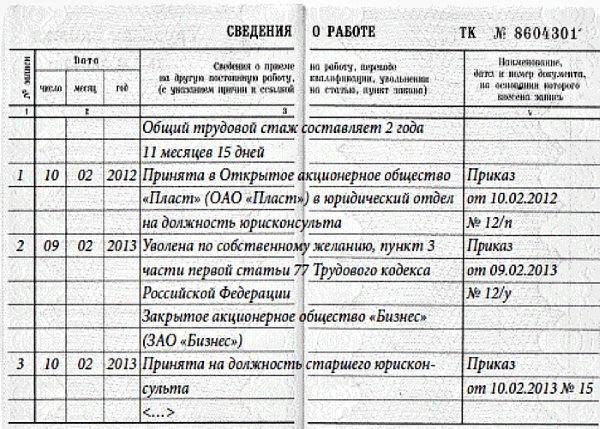 СВЕДЕНИЯ О РАБОТЕ ТК № 8604301
№ записи
Дата
число
месяц
год
Сведения о приеме на работу, переводе
на другую постоянную работу, квалификации, увольнении
(с указанием причин и ссылкой на статью, пункт закона)
Наименование,
дата и номер документа,
на основании которого
внесена запись
1 2 3 4
Общий трудовой стаж составляет 2 года
11 месяцев 15 дней
1 10 02 2012 Принята в Открытое акционерное общество Приказ
«Пласт» (ОАО «Пласт») в юридический отдел от 10.02.2012
на должность юрисконсульта № 12/п
2 09 02 2013 Уволена по собственному желанию, пункт 3 Приказ
части первой статьи 77 Трудового кодекса от 09.02.2013
Российской Федерации № 12/у
Закрытое акционерное общество «Бизнес»
(ЗАО «Бизнес»)
3 10 02 2013 Принята на должность старшего юрискон- Приказ
сульта от 10.02.2013 № 15
<...>